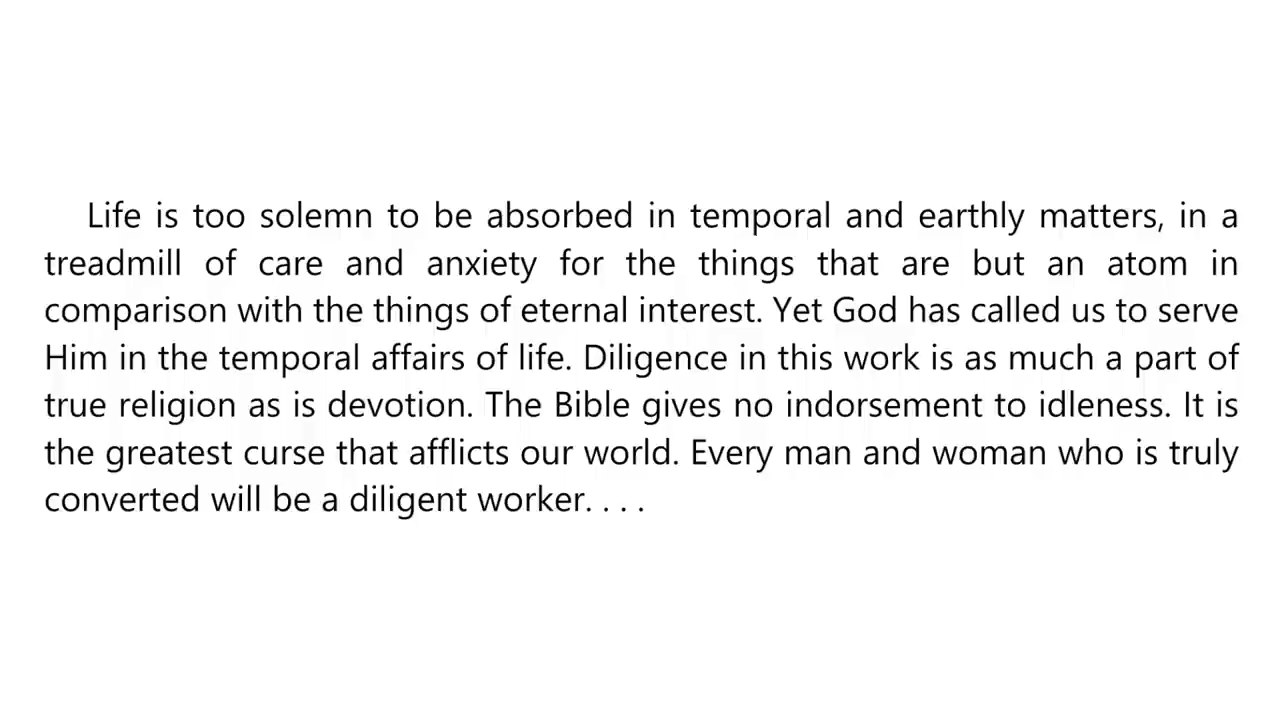 Life is too solemn to be absorbed in temporal and earthly matters, in a
treadmill of care and anxiety for the things that are but an atom in
comparison with the things of eternal interest. Yet God has called us to serve
Him in the temporal affairs of life. Diligence in this work is as much a part of
true religion as is devotion. The Bible gives no indorsement to idleness. It is
the greatest curse that afflicts our world. Every man and woman who is truly
converted will be a diligent worker. . . .